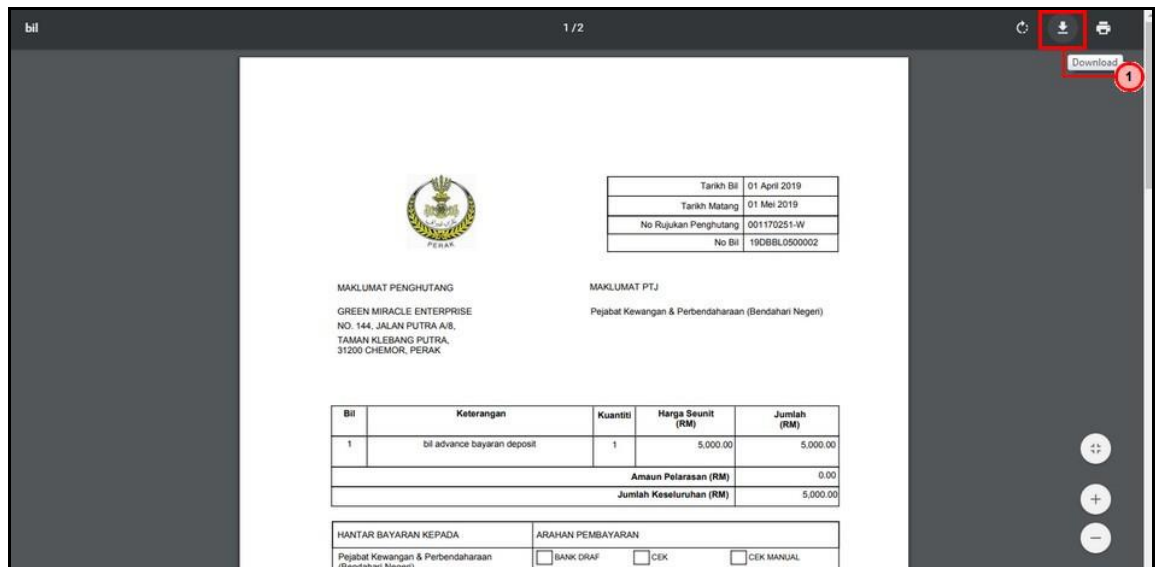 bil
1 / 2
Download
1
PERAK
Tarikh Bil 01 April 2019
Tarikh Matang 01 Mei 2019
No Rujukan Penghutang 001170251-W
No Bil 19DBBL0500002
MAKLUMAT PENGHUTANG
MAKLUMAT PTJ
GREEN MIRACLE ENTERPRISE
Pejabat Kewangan & Perbendaharaan (Bendahari Negeri)
NO. 144, JALAN PUTRA A/8,
TAMAN KLEBANG PUTRA,
31200 CHEMOR, PERAK
Bil Keterangan Kuantiti Harga Seunit (RM) Jumlah (RM)
1 bil advance bayaran deposit 1 5,000.00 5,000.00
Amaun Pelarasan (RM) 0.00
Jumlah Keseluruhan (RM) 5,000.00
HANTAR BAYARAN KEPADA ARAHAN PEMBAYARAN
Pejabat Kewangan & Perbendaharaan BANK DRAF CEK CEK MANUAL
(Bendahari Negeri)